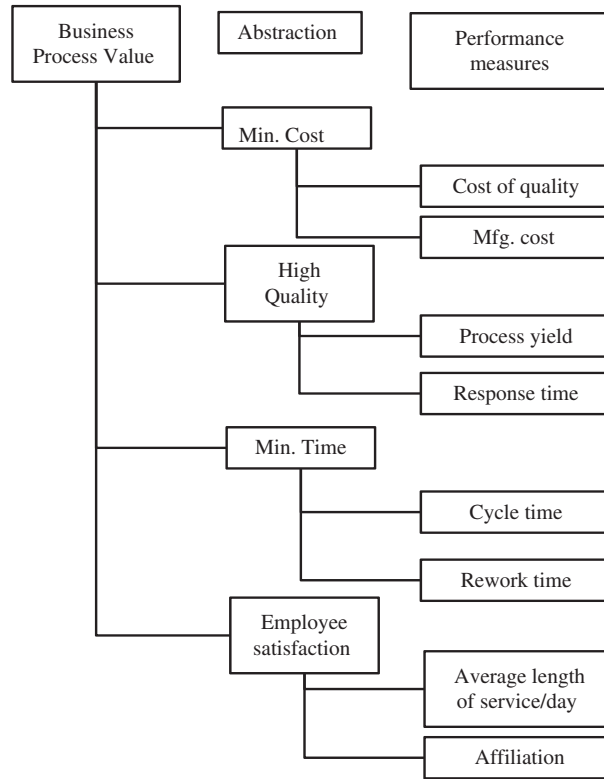 Business
Process Value
Abstraction
Performance
measures
Min. Cost
Cost of quality
Mfg. cost
High
Quality
Process yield
Response time
Min. Time
Cycle time
Rework time
Employee
satisfaction
Average length
of service/day
Affiliation